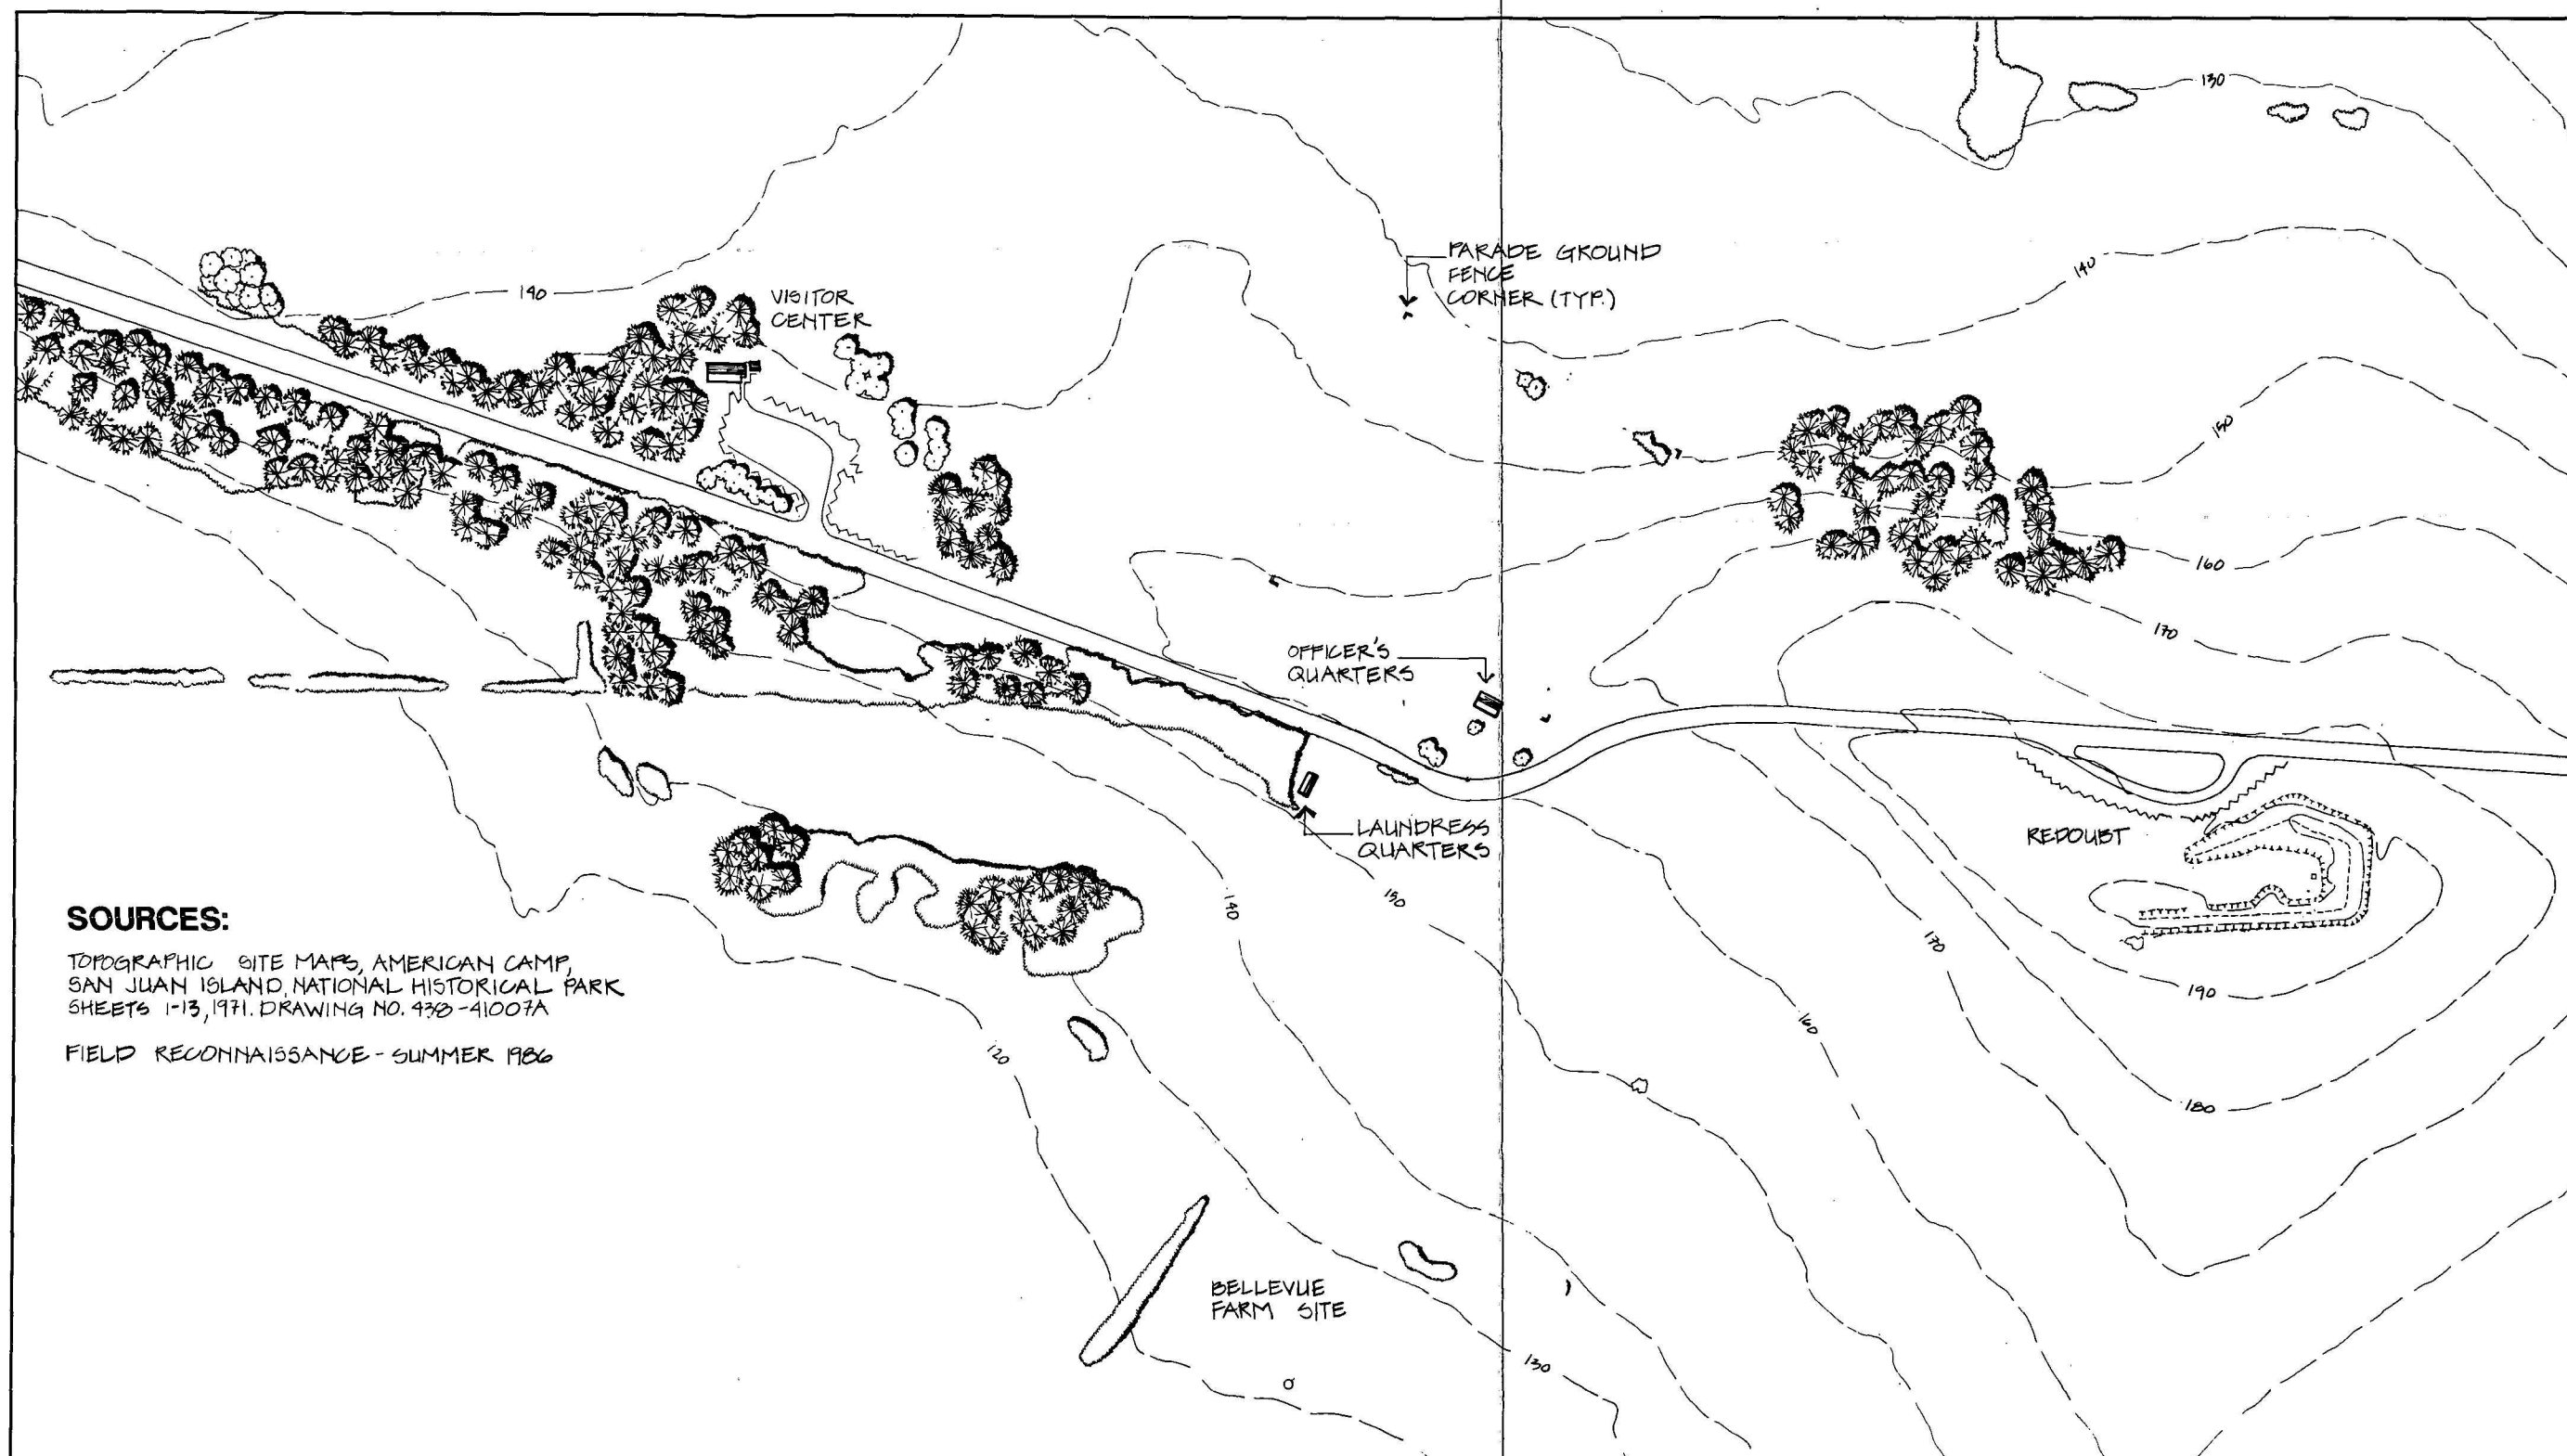 130
PARADE GROUND
FENCE
CORNER (TYP.)
140
190
VISITOR
CENTER
150
160
170
OFFICER'S
QUARTERS
LAUNDRESS
QUARTERS
REDOUBT
150
140
170
190
160
180
120
SOURCES:
TOPOGRAPHIC SITE MAPS, AMERICAN CAMP,
SAN JUAN ISLAND, NATIONAL HISTORICAL PARK
SHEETS 1-13, 1971. DRAWING NO. 438-41007A
FIELD RECONNAISSANCE - SUMMER 1986
BELLEVUE
FARM SITE
130